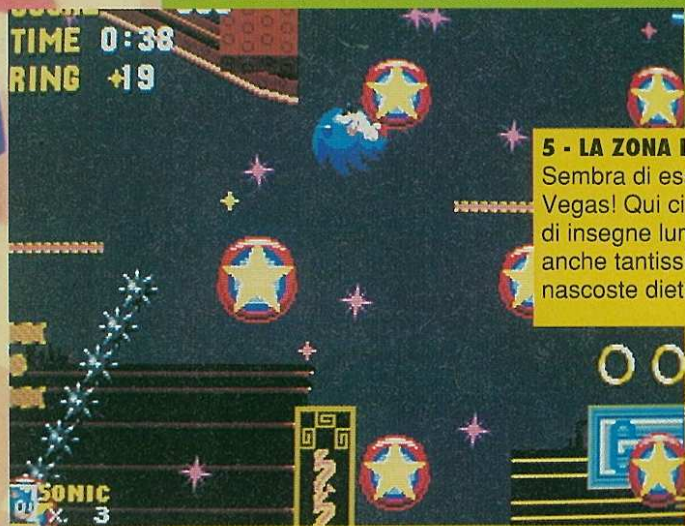 TIME 0:38
RING 19
5 - LA ZONA
Sembra di es
Vegas! Qui ci
di insegne lun
anche tantiss
nascoste diet
SONIC
x 3